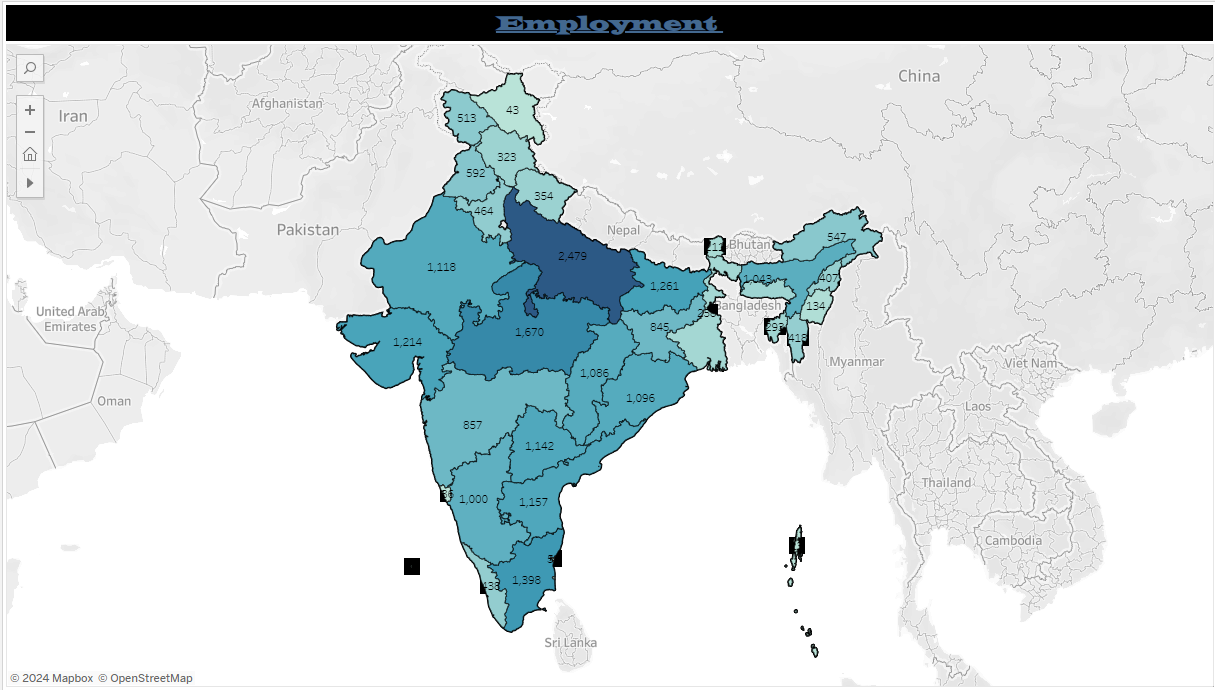 Employment
China
Afghanistan
Iran
513
43
323
592
354
464
Pakistan
Nepal
Bhutan
547
2,479
1,118
1,261
1,043
407
United Arab
Emirates
Bangladesh
134
293
845
418
1,670
1,214
Myanmar
Viet Nam
Oman
1,086
1,096
Laos
857
1,142
Thailand
1,000
1,157
Cambodia
1,398
438
Sri Lanka
© 2024 Mapbox © OpenStreetMap